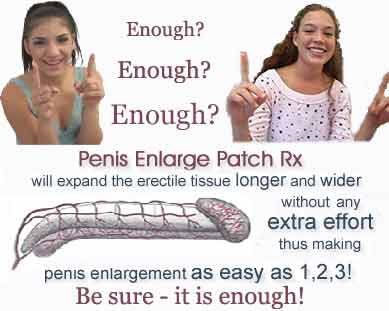 Enough?
Enough?
Enough?
Penis Enlarge Patch Rx
will expand the erectile tissue longer and wider
without any
extra effort
thus making
penis enlargement as easy as 1,2,3!
Be sure - it is enough!